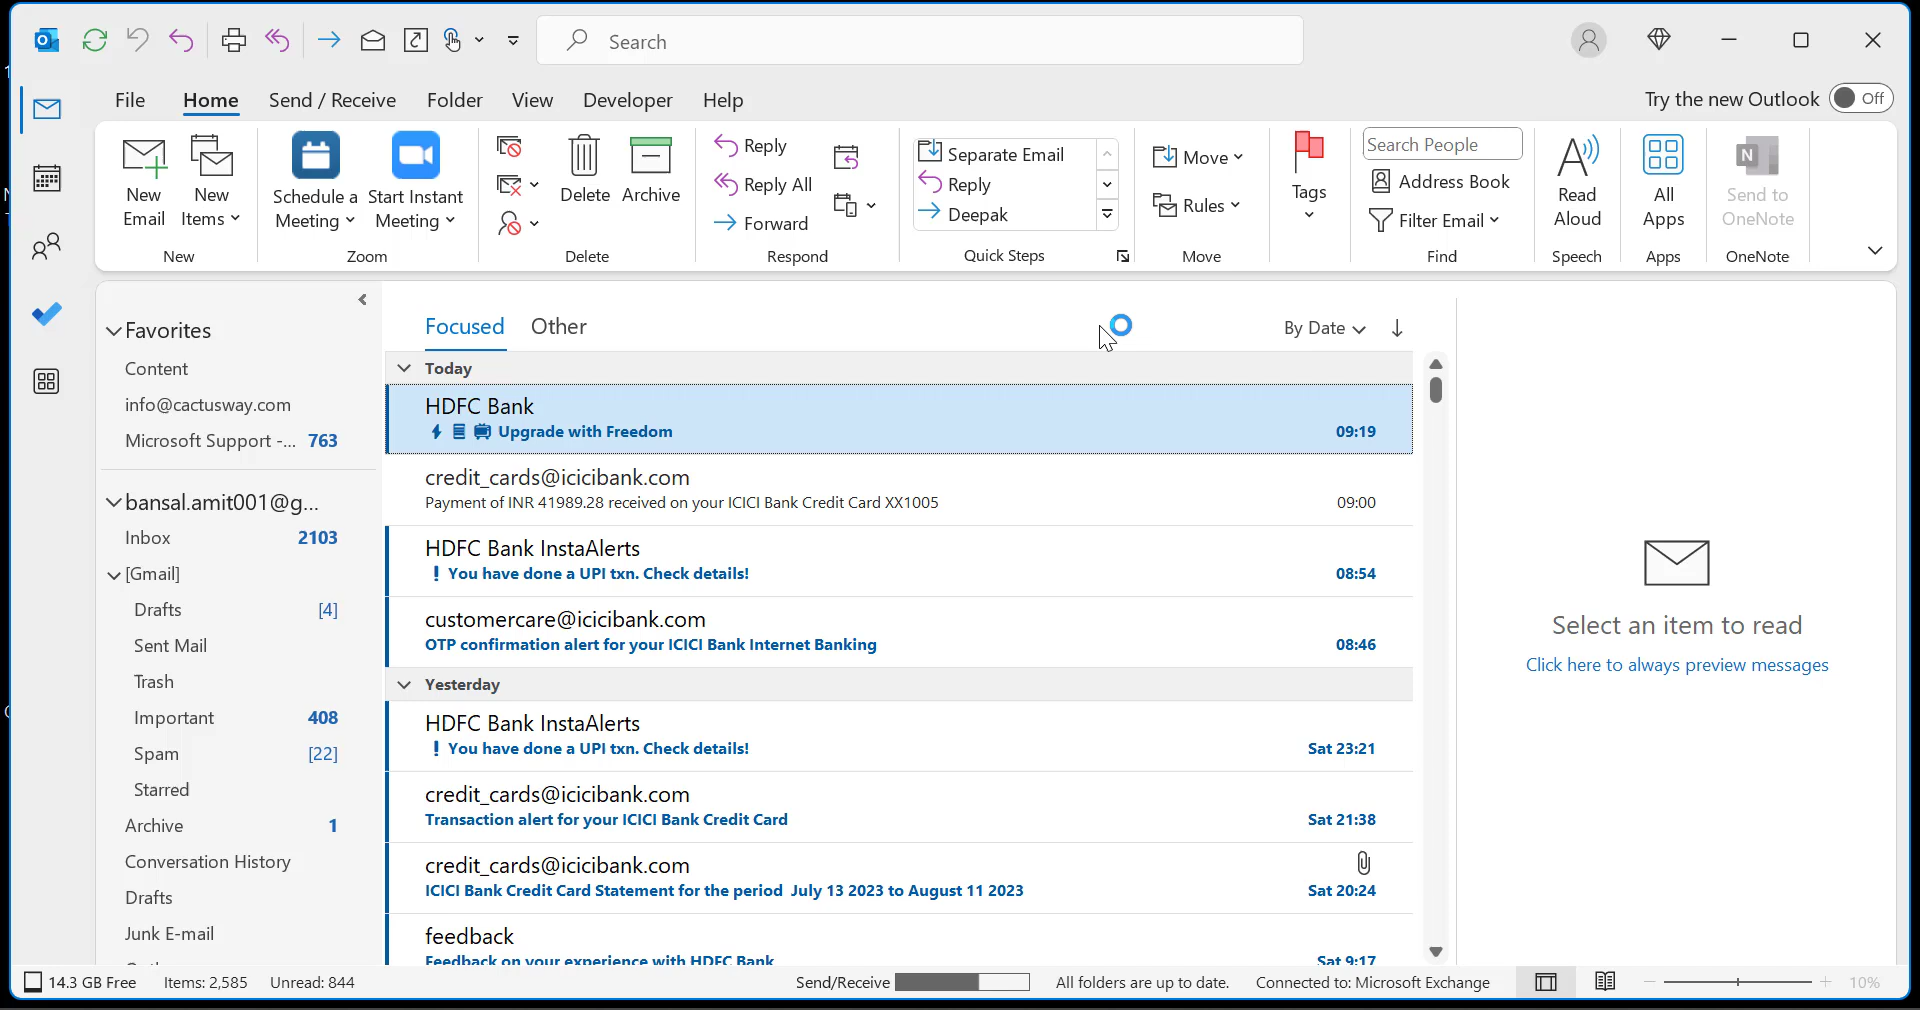 Search
File Home Send / Receive Folder View Developer Help
Try the new Outlook Off
New Email
New Items
New
Schedule a Meeting
Start Instant Meeting
Zoom
Delete
Archive
Delete
Reply
Reply All
Forward
Respond
Separate Email
Reply
Deepak
Quick Steps
Move
Rules
Move
Tags
Search People
Address Book
Filter Email
Find
Read Aloud
Speech
All Apps
Apps
N
Send to OneNote
OneNote
Favorites
Content
info@cactusway.com
Microsoft Support -... 763
bansal.amit001@g...
Inbox 2103
[Gmail]
Drafts [4]
Sent Mail
Trash
Important 408
Spam [22]
Starred
Archive 1
Conversation History
Drafts
Junk E-mail
Focused Other
By Date
Today
HDFC Bank
Upgrade with Freedom 09:19
credit_cards@icicibank.com
Payment of INR 41989.28 received on your ICICI Bank Credit Card XX1005 09:00
HDFC Bank InstaAlerts
! You have done a UPI txn. Check details! 08:54
customercare@icicibank.com
OTP confirmation alert for your ICICI Bank Internet Banking 08:46
Yesterday
HDFC Bank InstaAlerts
! You have done a UPI txn. Check details! Sat 23:21
credit_cards@icicibank.com
Transaction alert for your ICICI Bank Credit Card Sat 21:38
credit_cards@icicibank.com
ICICI Bank Credit Card Statement for the period July 13 2023 to August 11 2023 Sat 20:24
feedback
Feedback on your experience with HDFC Bank Sat 9:17
Select an item to read
Click here to always preview messages
14.3 GB Free Items: 2,585 Unread: 844
Send/Receive All folders are up to date. Connected to: Microsoft Exchange 10%